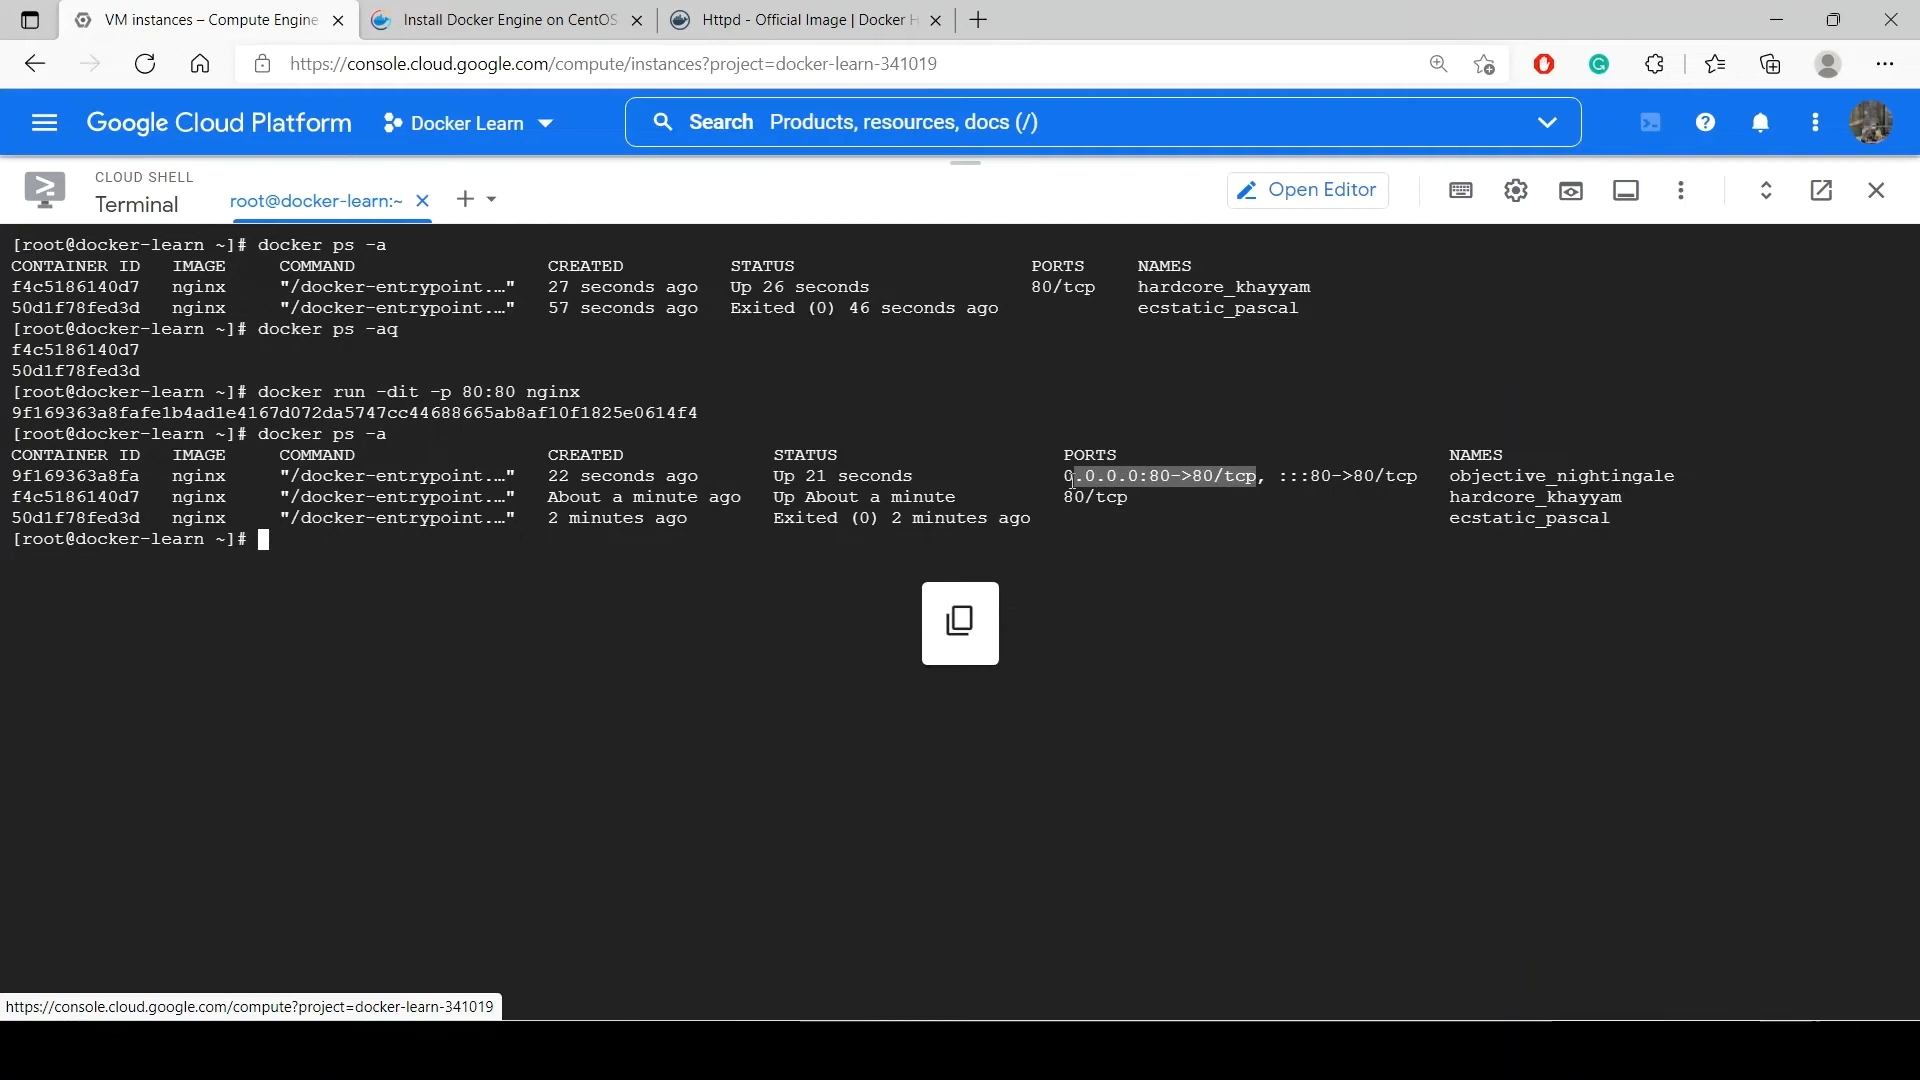 VM instances – Compute Engine
Install Docker Engine on CentOS
Httpd - Official Image | Docker H
https://console.cloud.google.com/compute/instances?project=docker-learn-341019
Google Cloud Platform
Docker Learn
Search Products, resources, docs (/)
CLOUD SHELL
Terminal
root@docker-learn:~
Open Editor
[root@docker-learn ~]# docker ps -a
CONTAINER ID IMAGE COMMAND CREATED STATUS PORTS NAMES
f4c5186140d7 nginx "/docker-entrypoint.…" 27 seconds ago Up 26 seconds 80/tcp hardcore_khayyam
50d1f78fed3d nginx "/docker-entrypoint.…" 57 seconds ago Exited (0) 46 seconds ago ecstatic_pascal
[root@docker-learn ~]# docker ps -aq
f4c5186140d7
50d1f78fed3d
[root@docker-learn ~]# docker run -dit -p 80:80 nginx
9f169363a8fafe1b4ad1e4167d072da5747cc44688665ab8af10f1825e0614f4
[root@docker-learn ~]# docker ps -a
CONTAINER ID IMAGE COMMAND CREATED STATUS PORTS NAMES
9f169363a8fa nginx "/docker-entrypoint.…" 22 seconds ago Up 21 seconds 0.0.0.0:80->80/tcp, :::80->80/tcp objective_nightingale
f4c5186140d7 nginx "/docker-entrypoint.…" About a minute ago Up About a minute 80/tcp hardcore_khayyam
50d1f78fed3d nginx "/docker-entrypoint.…" 2 minutes ago Exited (0) 2 minutes ago ecstatic_pascal
[root@docker-learn ~]#
https://console.cloud.google.com/compute?project=docker-learn-341019